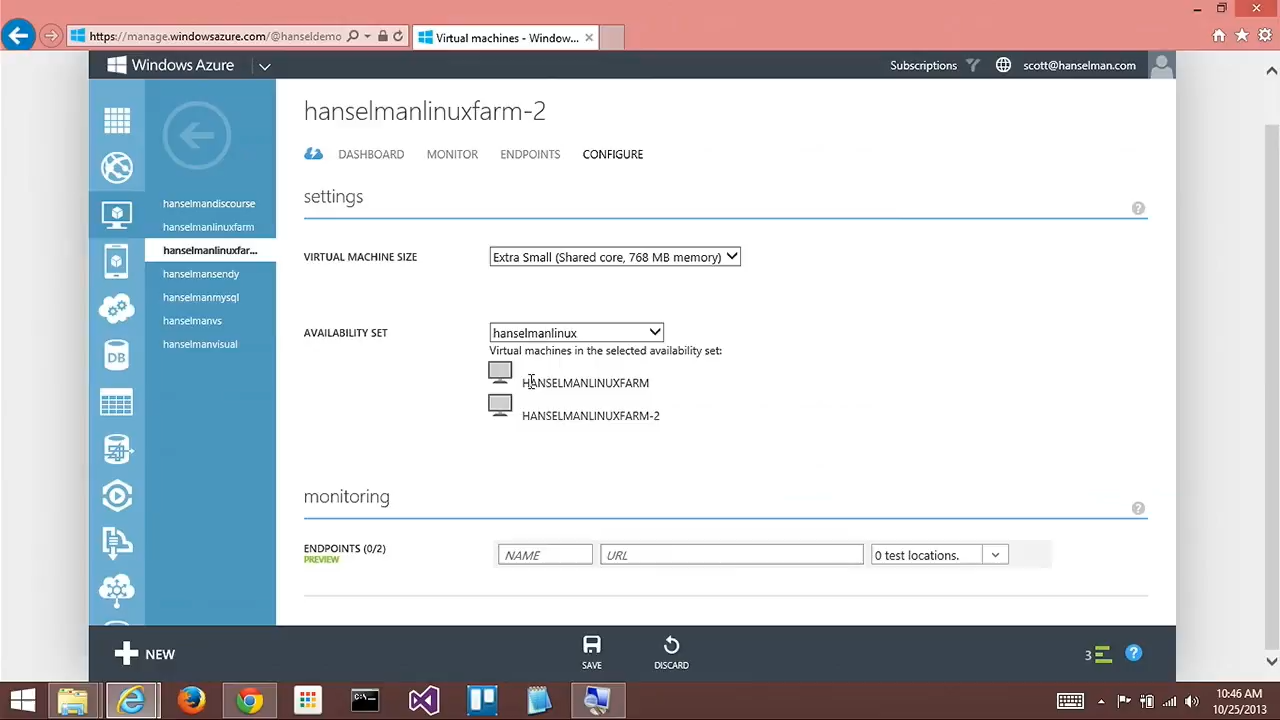 https://manage.windowsazure.com/@hanseldemo
Virtual machines - Window...
Windows Azure
Subscriptions
scott@hanselman.com
hanselmandiscourse
hanselmanlinuxfarm
hanselmanlinuxfar...
hanselmansendy
hanselmanmysql
hanselmanvs
hanselmanvisual
DB
hanselmanlinuxfarm-2
DASHBOARD MONITOR ENDPOINTS CONFIGURE
settings
?
VIRTUAL MACHINE SIZE
Extra Small (Shared core, 768 MB memory)
AVAILABILITY SET
hanselmanlinux
Virtual machines in the selected availability set:
HANSELMANLINUXFARM
HANSELMANLINUXFARM-2
monitoring
?
ENDPOINTS (0/2)
PREVIEW
NAME
URL
0 test locations.
NEW
SAVE
DISCARD
3
?
10:46 AM
10/25/2013